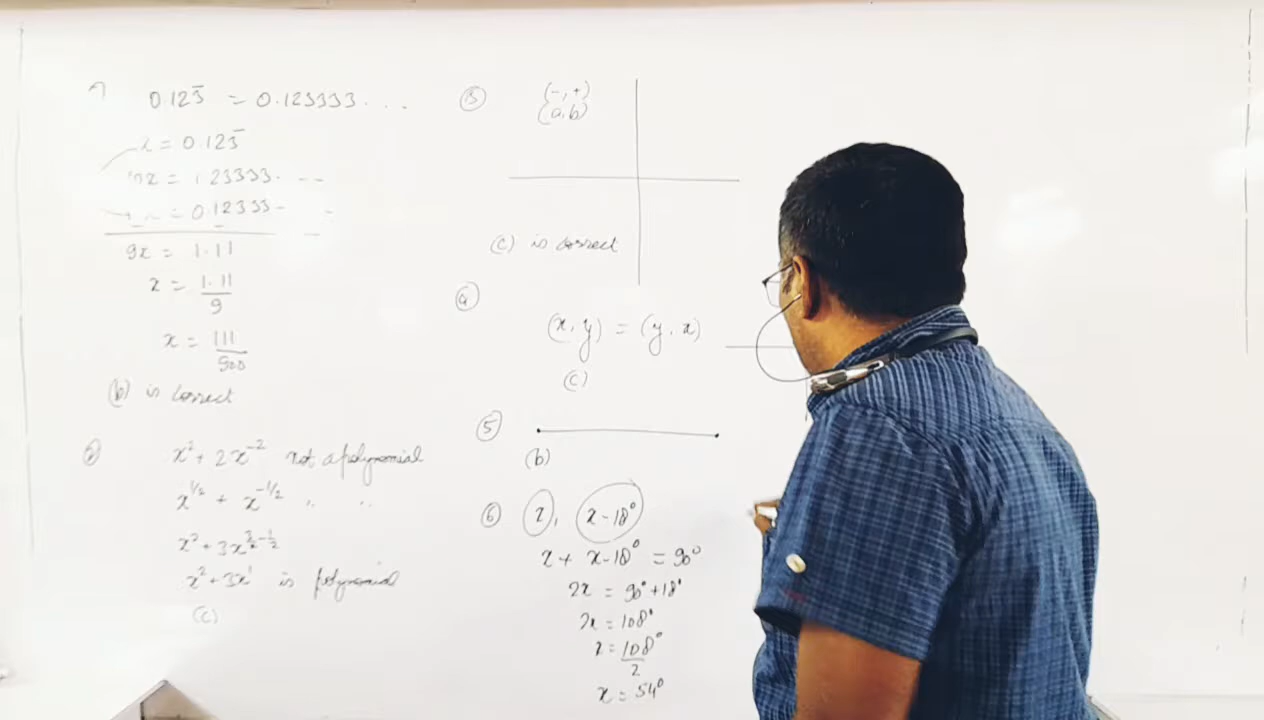 0.123̅ = 0.123333....
x = 0.123̅
10x = 1.23333....
x = 0.12333--
9x = 1.11
x = 1.11/9
x = 111/900
(b) is correct
x² + 2x⁻² not a polynomial
x^1/2 + x^-1/2 " "
x² + 3x^3/2-1/2
x² + 3x¹ is polynomial
(c)
③ (-, +)
(a, b)
(c) is correct
④
(x, y) = (y, x)
(c)
⑤
(b)
⑥ x, x-18°
x + x-18° = 90°
2x = 90° + 18°
2x = 108°
x = 108°/2
x = 54°